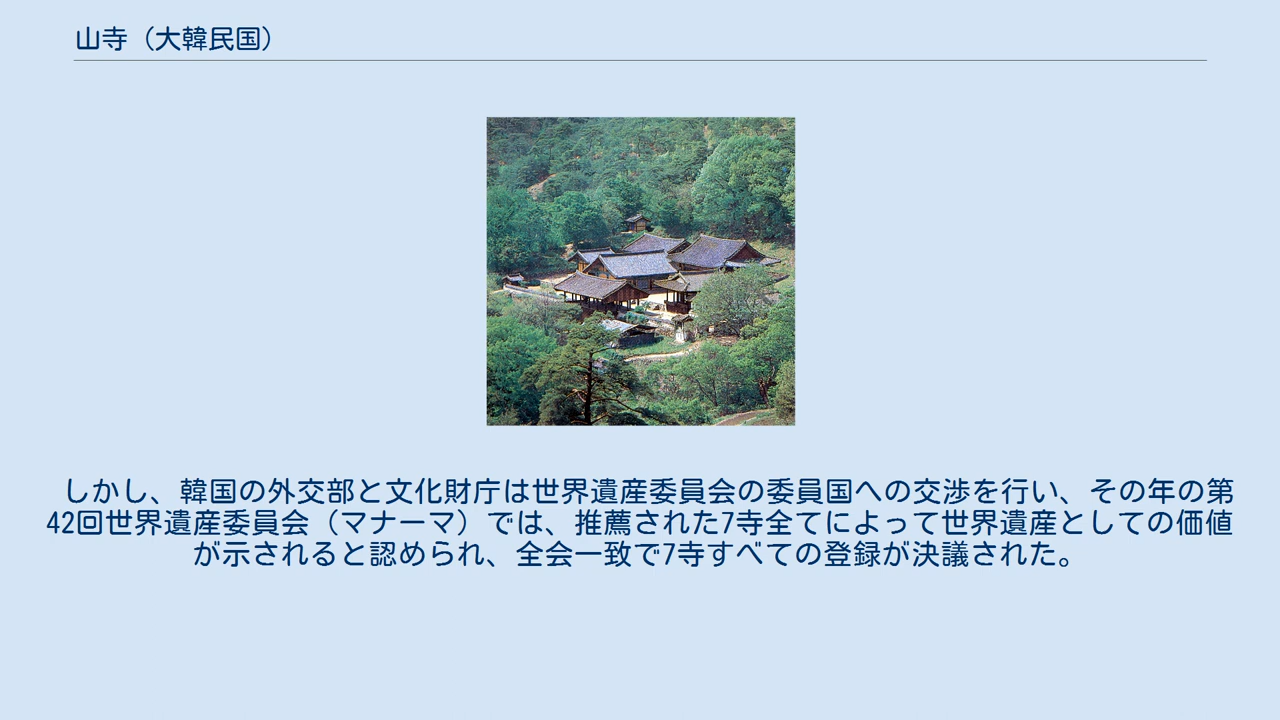 山寺（大韓民国）
しかし、韓国の外交部と文化財庁は世界遺産委員会の委員国への交渉を行い、その年の第
42回世界遺産委員会（マナーマ）では、推薦された7寺全てによって世界遺産としての価値
が示されると認められ、全会一致で7寺すべての登録が決議された。